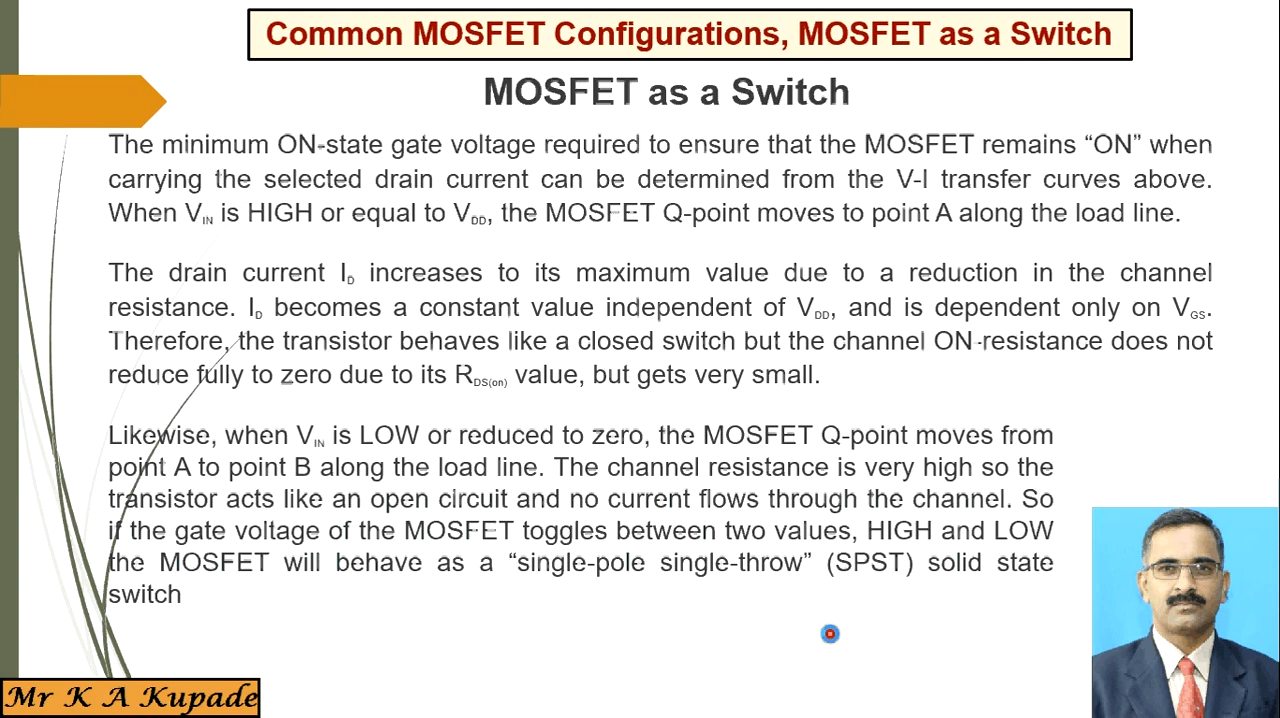 Common MOSFET Configurations, MOSFET as a Switch
MOSFET as a Switch
The minimum ON-state gate voltage required to ensure that the MOSFET remains “ON” when
carrying the selected drain current can be determined from the V-I transfer curves above.
When VIN is HIGH or equal to VDD, the MOSFET Q-point moves to point A along the load line.
The drain current ID increases to its maximum value due to a reduction in the channel
resistance. ID becomes a constant value independent of VDD, and is dependent only on VGS.
Therefore, the transistor behaves like a closed switch but the channel ON-resistance does not
reduce fully to zero due to its RDS(on) value, but gets very small.
Likewise, when VIN is LOW or reduced to zero, the MOSFET Q-point moves from
point A to point B along the load line. The channel resistance is very high so the
transistor acts like an open circuit and no current flows through the channel. So
if the gate voltage of the MOSFET toggles between two values, HIGH and LOW
the MOSFET will behave as a “single-pole single-throw” (SPST) solid state
switch
Mr K A Kupade